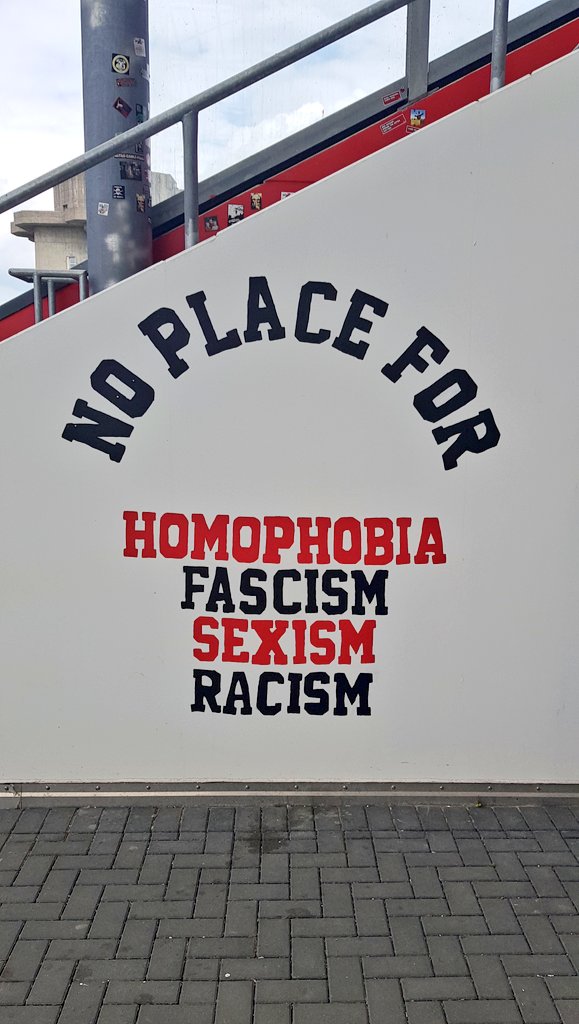 NO PLACE FOR
HOMOPHOBIA
FASCISM
SEXISM
RACISM